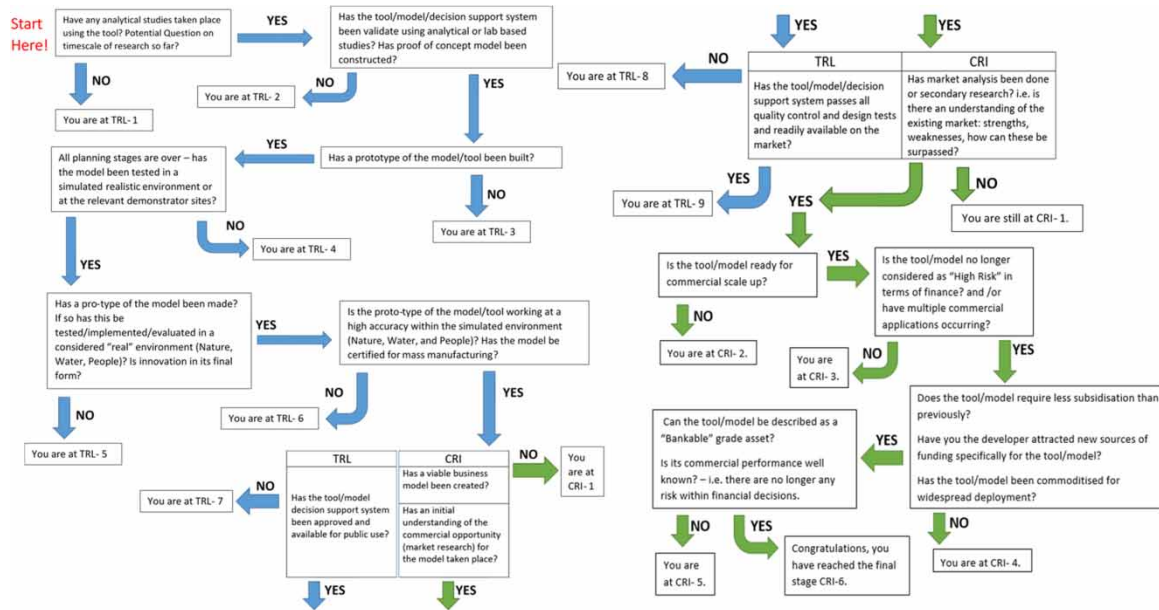 Start
Here!
Have any analytical studies taken place
using the tool? Potential Question on
timescale of research so far?
YES
Has the tool/model/decision support system
been validate using analytical or lab based
studies? Has proof of concept model been
constructed?
NO
You are at TRL- 1
NO
You are at TRL- 2
YES
Has a prototype of the model/tool been built?
YES
NO
You are at TRL- 3
All planning stages are over – has
the model been tested in a
simulated realistic environment or
at the relevant demonstrator sites?
NO
You are at TRL- 4
YES
Has a pro-type of the model been made?
If so has this be
tested/implemented/evaluated in a
considered “real” environment (Nature,
Water, People)? Is innovation in its final
form?
YES
NO
You are at TRL- 5
Is the proto-type of the model/tool working at a
high accuracy within the simulated environment
(Nature, Water, and People)? Has the model be
certified for mass manufacturing?
NO
You are at TRL- 6
YES
TRL
Has the tool/model
decision support system
been approved and
available for public use?
NO
You are at TRL- 7
YES
CRI
Has a viable business
model been created?
Has an initial
understanding of the
commercial opportunity
(market research) for
the model taken place?
NO
You
are at
CRI- 1
YES
YES
YES
TRL
Has the tool/model/decision
support system passes all
quality control and design tests
and readily available on the
market?
NO
You are at TRL- 8
YES
You are at TRL- 9
CRI
Has market analysis been done
or secondary research? i.e. is
there an understanding of the
existing market: strengths,
weaknesses, how can these be
surpassed?
NO
You are still at CRI- 1.
YES
Is the tool/model ready for
commercial scale up?
YES
NO
You are at CRI- 2.
Is the tool/model no longer
considered as “High Risk” in
terms of finance? and /or
have multiple commercial
applications occurring?
NO
You are
at CRI- 3.
YES
Does the tool/model require less subsidisation than
previously?
Have you the developer attracted new sources of
funding specifically for the tool/model?
Has the tool/model been commoditised for
widespread deployment?
YES
NO
You are at CRI- 4.
Can the tool/model be described as a
“Bankable” grade asset?
Is its commercial performance well
known? – i.e. there are no longer any
risk within financial decisions.
NO
You are
at CRI- 5.
YES
Congratulations, you
have reached the final
stage CRI-6.